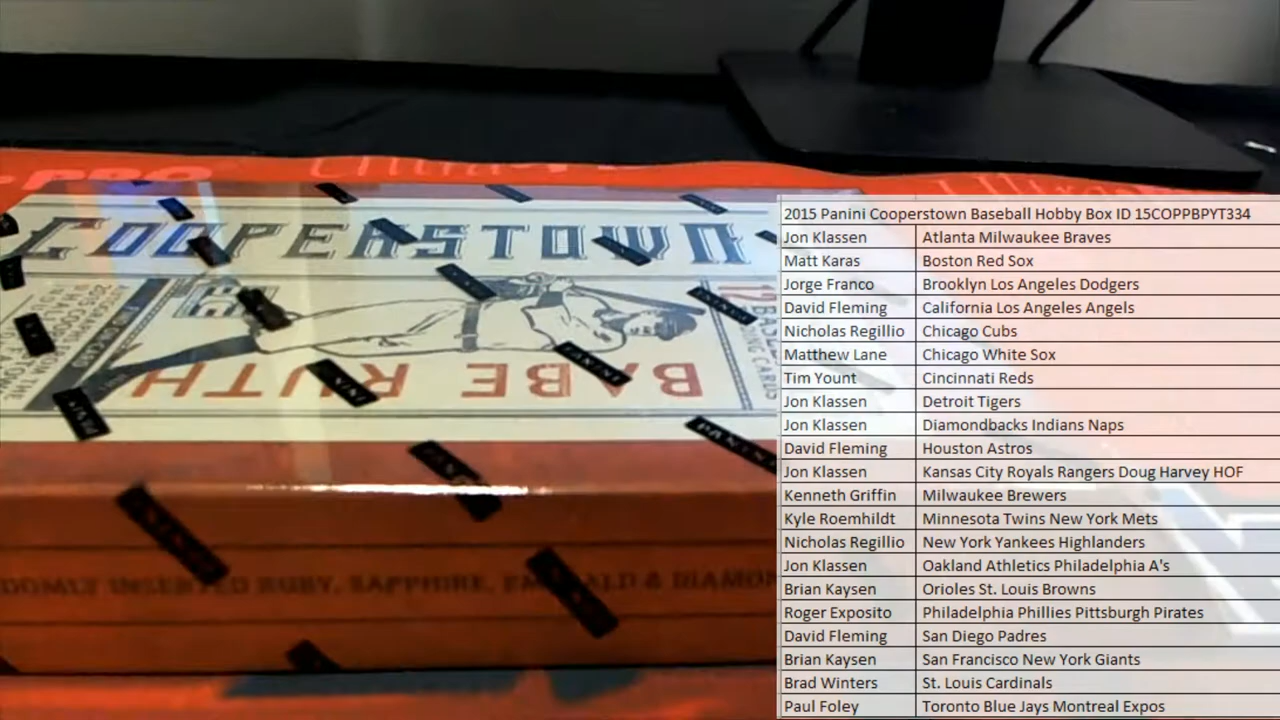 PRO
Ultra
COOPERSTOWN
BABE RUTH
RUBY, SAPPHIRE, EMERALD & DIAMON
2015 Panini Cooperstown Baseball Hobby Box ID 15COPPBPYT334
Jon Klassen Atlanta Milwaukee Braves
Matt Karas Boston Red Sox
Jorge Franco Brooklyn Los Angeles Dodgers
David Fleming California Los Angeles Angels
Nicholas Regillio Chicago Cubs
Matthew Lane Chicago White Sox
Tim Yount Cincinnati Reds
Jon Klassen Detroit Tigers
Jon Klassen Diamondbacks Indians Naps
David Fleming Houston Astros
Jon Klassen Kansas City Royals Rangers Doug Harvey HOF
Kenneth Griffin Milwaukee Brewers
Kyle Roemhildt Minnesota Twins New York Mets
Nicholas Regillio New York Yankees Highlanders
Jon Klassen Oakland Athletics Philadelphia A's
Brian Kaysen Orioles St. Louis Browns
Roger Exposito Philadelphia Phillies Pittsburgh Pirates
David Fleming San Diego Padres
Brian Kaysen San Francisco New York Giants
Brad Winters St. Louis Cardinals
Paul Foley Toronto Blue Jays Montreal Expos